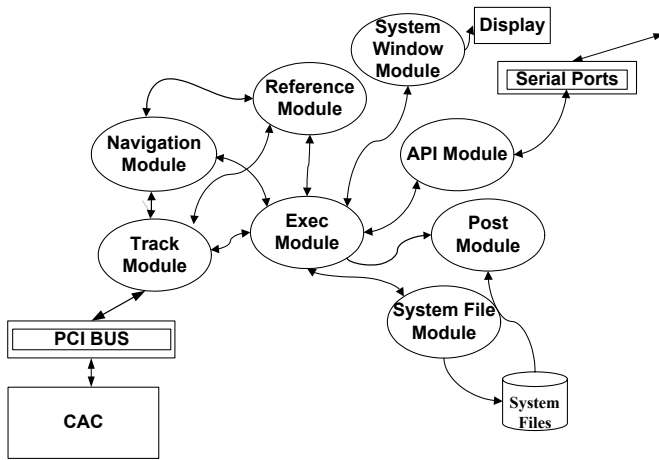 System
Window
Module
Display
Serial Ports
Reference
Module
Navigation
Module
API Module
Exec
Module
Post
Module
Track
Module
System File
Module
PCI BUS
CAC
System
Files